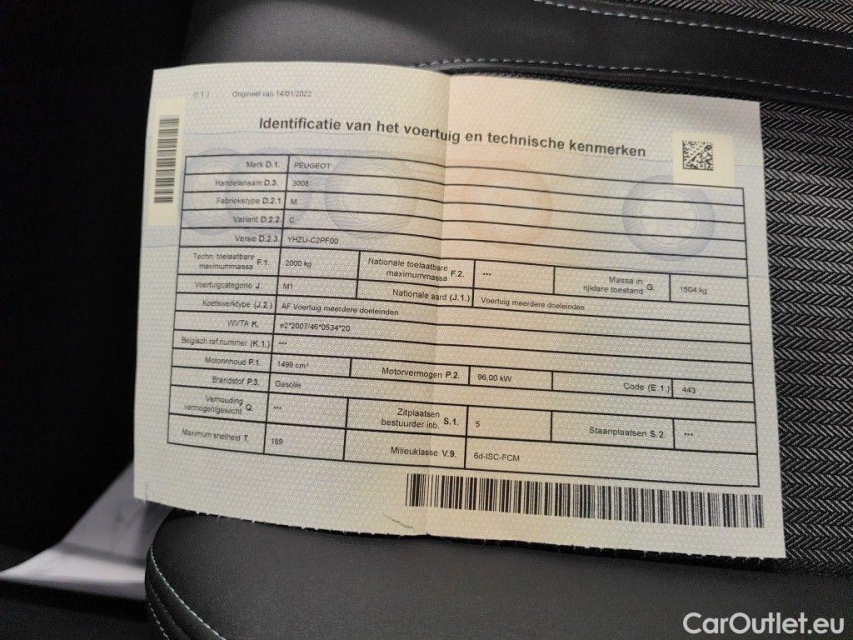 (I.1.) Origineel van 14/01/2022
Identificatie van het voertuig en technische kenmerken
Merk D.1. PEUGEOT
Handelsnaam D.3. 3008
Fabriekstype D.2.1. M
Variant D.2.2. C
Versie D.2.3. YHZU-C2PF00
Techn. toelaatbare maximummassa F.1. 2000 kg Nationale toelaatbare maximummassa F.2. --- Massa in rijklare toestand G. 1504 kg
Voertuigcategorie J. M1 Nationale aard (J.1.) Voertuig meerdere doeleinden
Koetswerktype (J.2.) AF Voertuig meerdere doeleinden
WVTA K. e2*2007/46*0534*20
Belgisch ref.nummer (K.1.) ---
Motorinhoud P.1. 1499 cm³ Motorvermogen P.2. 96,00 kW Code (E.1.) 443
Brandstof P.3. Gasolie
Verhouding vermogen/gewicht Q. --- Zitplaatsen bestuurder inb. S.1. 5 Staanplaatsen S.2 ---
Maximum snelheid T. 189 Milieuklasse V.9. 6d-ISC-FCM
CarOutlet.eu